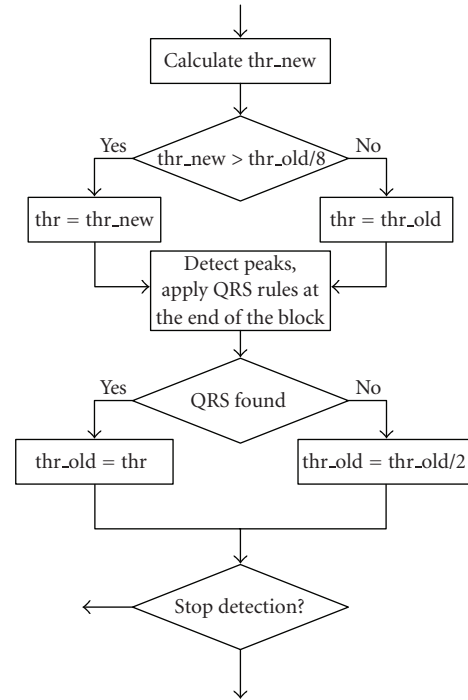 Calculate thr_new
Yes
No
thr_new > thr_old/8
thr = thr_new
thr = thr_old
Detect peaks,
apply QRS rules at
the end of the block
Yes
No
QRS found
thr_old = thr
thr_old = thr_old/2
Stop detection?